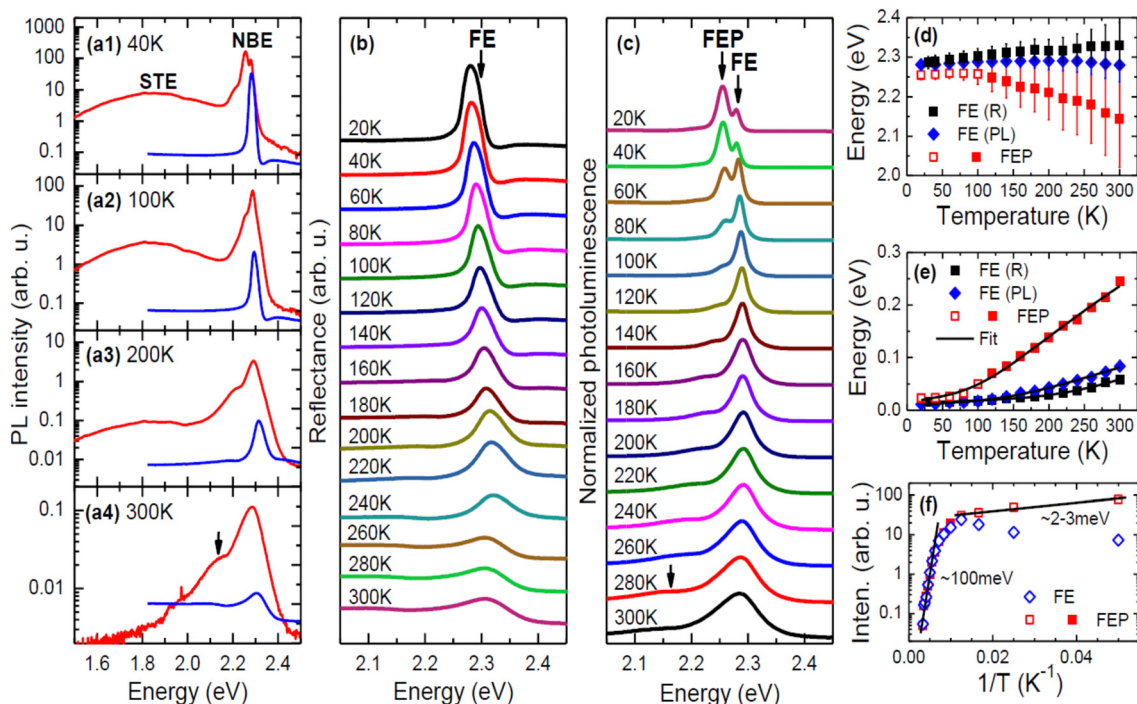 (a1) 40K
NBE
STE
1000
100
10
1
0.1
(a2) 100K
100
10
1
0.1
(a3) 200K
10
1
0.1
0.01
(a4) 300K
0.1
0.01
PL intensity (arb. u.)
1.5 1.8 2.1 2.4
Energy (eV)
(b)
FE
20K
40K
60K
80K
100K
120K
140K
160K
180K
200K
220K
240K
260K
280K
300K
Reflectance (arb. u.)
2.1 2.2 2.3 2.4
Energy (eV)
(c)
FEP
FE
20K
40K
60K
80K
100K
120K
140K
160K
180K
200K
220K
240K
260K
280K
300K
Normalized photoluminescence
2.1 2.2 2.3 2.4
Energy (eV)
(d)
2.4
2.3
2.2
2.1
2.0
Energy (eV)
FE (R)
FE (PL)
FEP
0 50 100 150 200 250 300
Temperature (K)
(e)
0.3
0.2
0.1
0.0
Energy (eV)
FE (R)
FE (PL)
FEP
Fit
0 50 100 150 200 250 300
Temperature (K)
(f)
100
10
1
0.1
Inten. (arb. u.)
~2-3meV
~100meV
FE
FEP
0.00 0.02 0.04
1/T (K⁻¹)